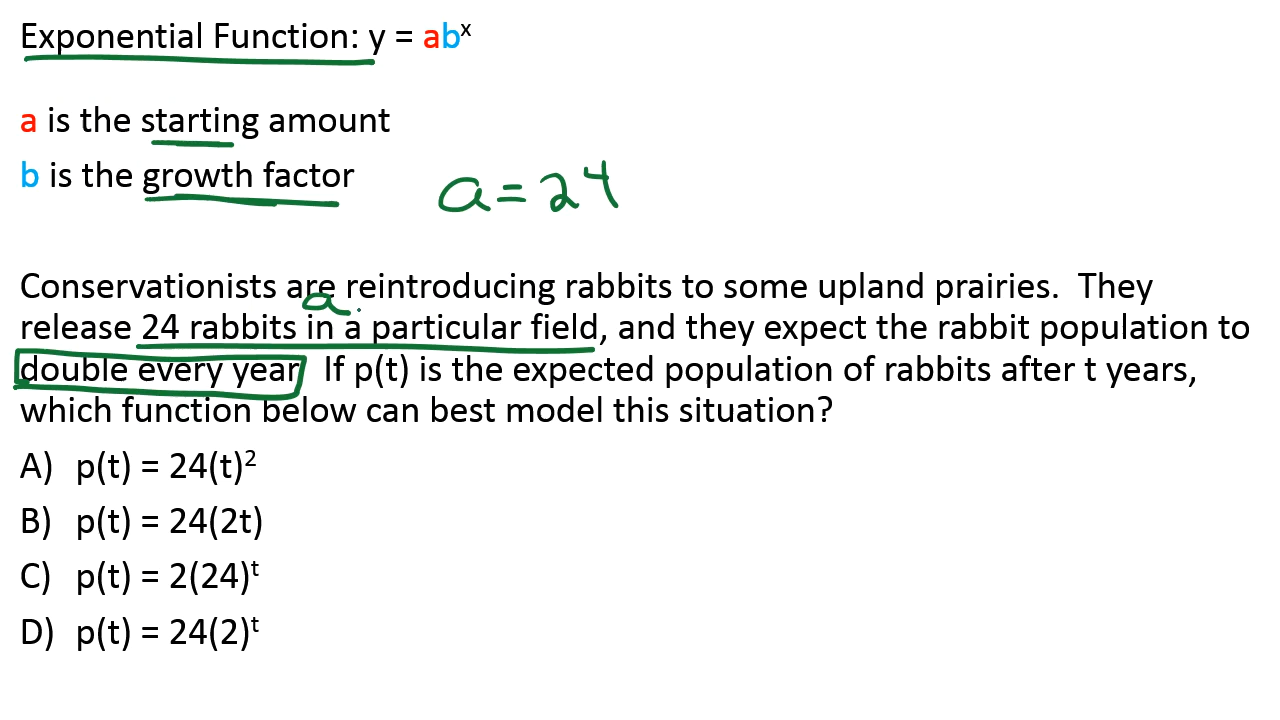 Exponential Function: y = abˣ
a is the starting amount
b is the growth factor
a = 24
Conservationists are reintroducing rabbits to some upland prairies.  They
a
release 24 rabbits in a particular field, and they expect the rabbit population to
double every year  If p(t) is the expected population of rabbits after t years,
which function below can best model this situation?
A) p(t) = 24(t)²
B) p(t) = 24(2t)
C) p(t) = 2(24)ᵗ
D) p(t) = 24(2)ᵗ